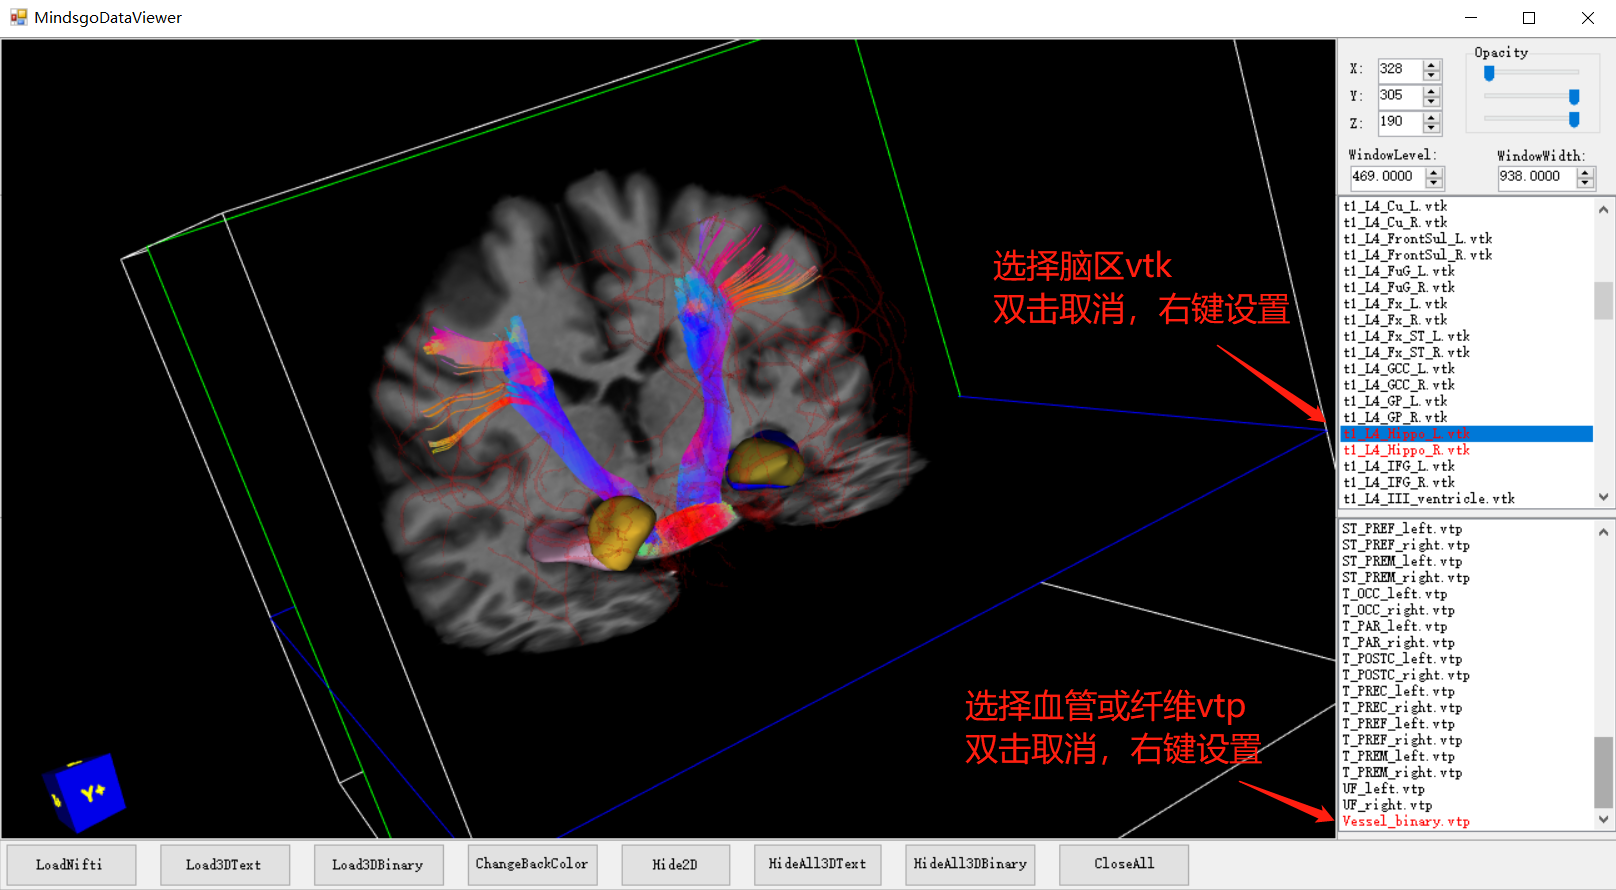 MindsgoDataViewer
X: 328
Y: 305
Z: 190
Opacity
WindowLevel:
469.0000
WindowWidth:
938.0000
t1_L4_Cu_L.vtk
t1_L4_Cu_R.vtk
t1_L4_FrontSul_L.vtk
t1_L4_FrontSul_R.vtk
t1_L4_FuG_L.vtk
t1_L4_FuG_R.vtk
t1_L4_Fx_L.vtk
t1_L4_Fx_R.vtk
t1_L4_Fx_ST_L.vtk
t1_L4_Fx_ST_R.vtk
t1_L4_GCC_L.vtk
t1_L4_GCC_R.vtk
t1_L4_GP_L.vtk
t1_L4_GP_R.vtk
t1_L4_Hippo_L.vtk
t1_L4_Hippo_R.vtk
t1_L4_IFG_L.vtk
t1_L4_IFG_R.vtk
t1_L4_III_ventricle.vtk
选择脑区vtk
双击取消，右键设置
ST_PREF_left.vtp
ST_PREF_right.vtp
ST_PREM_left.vtp
ST_PREM_right.vtp
T_OCC_left.vtp
T_OCC_right.vtp
T_PAR_left.vtp
T_PAR_right.vtp
T_POSTC_left.vtp
T_POSTC_right.vtp
T_PREC_left.vtp
T_PREC_right.vtp
T_PREF_left.vtp
T_PREF_right.vtp
T_PREM_left.vtp
T_PREM_right.vtp
UF_left.vtp
UF_right.vtp
Vessel_binary.vtp
选择血管或纤维vtp
双击取消，右键设置
Y+
LoadNifti
Load3DText
Load3DBinary
ChangeBackColor
Hide2D
HideAll3DText
HideAll3DBinary
CloseAll